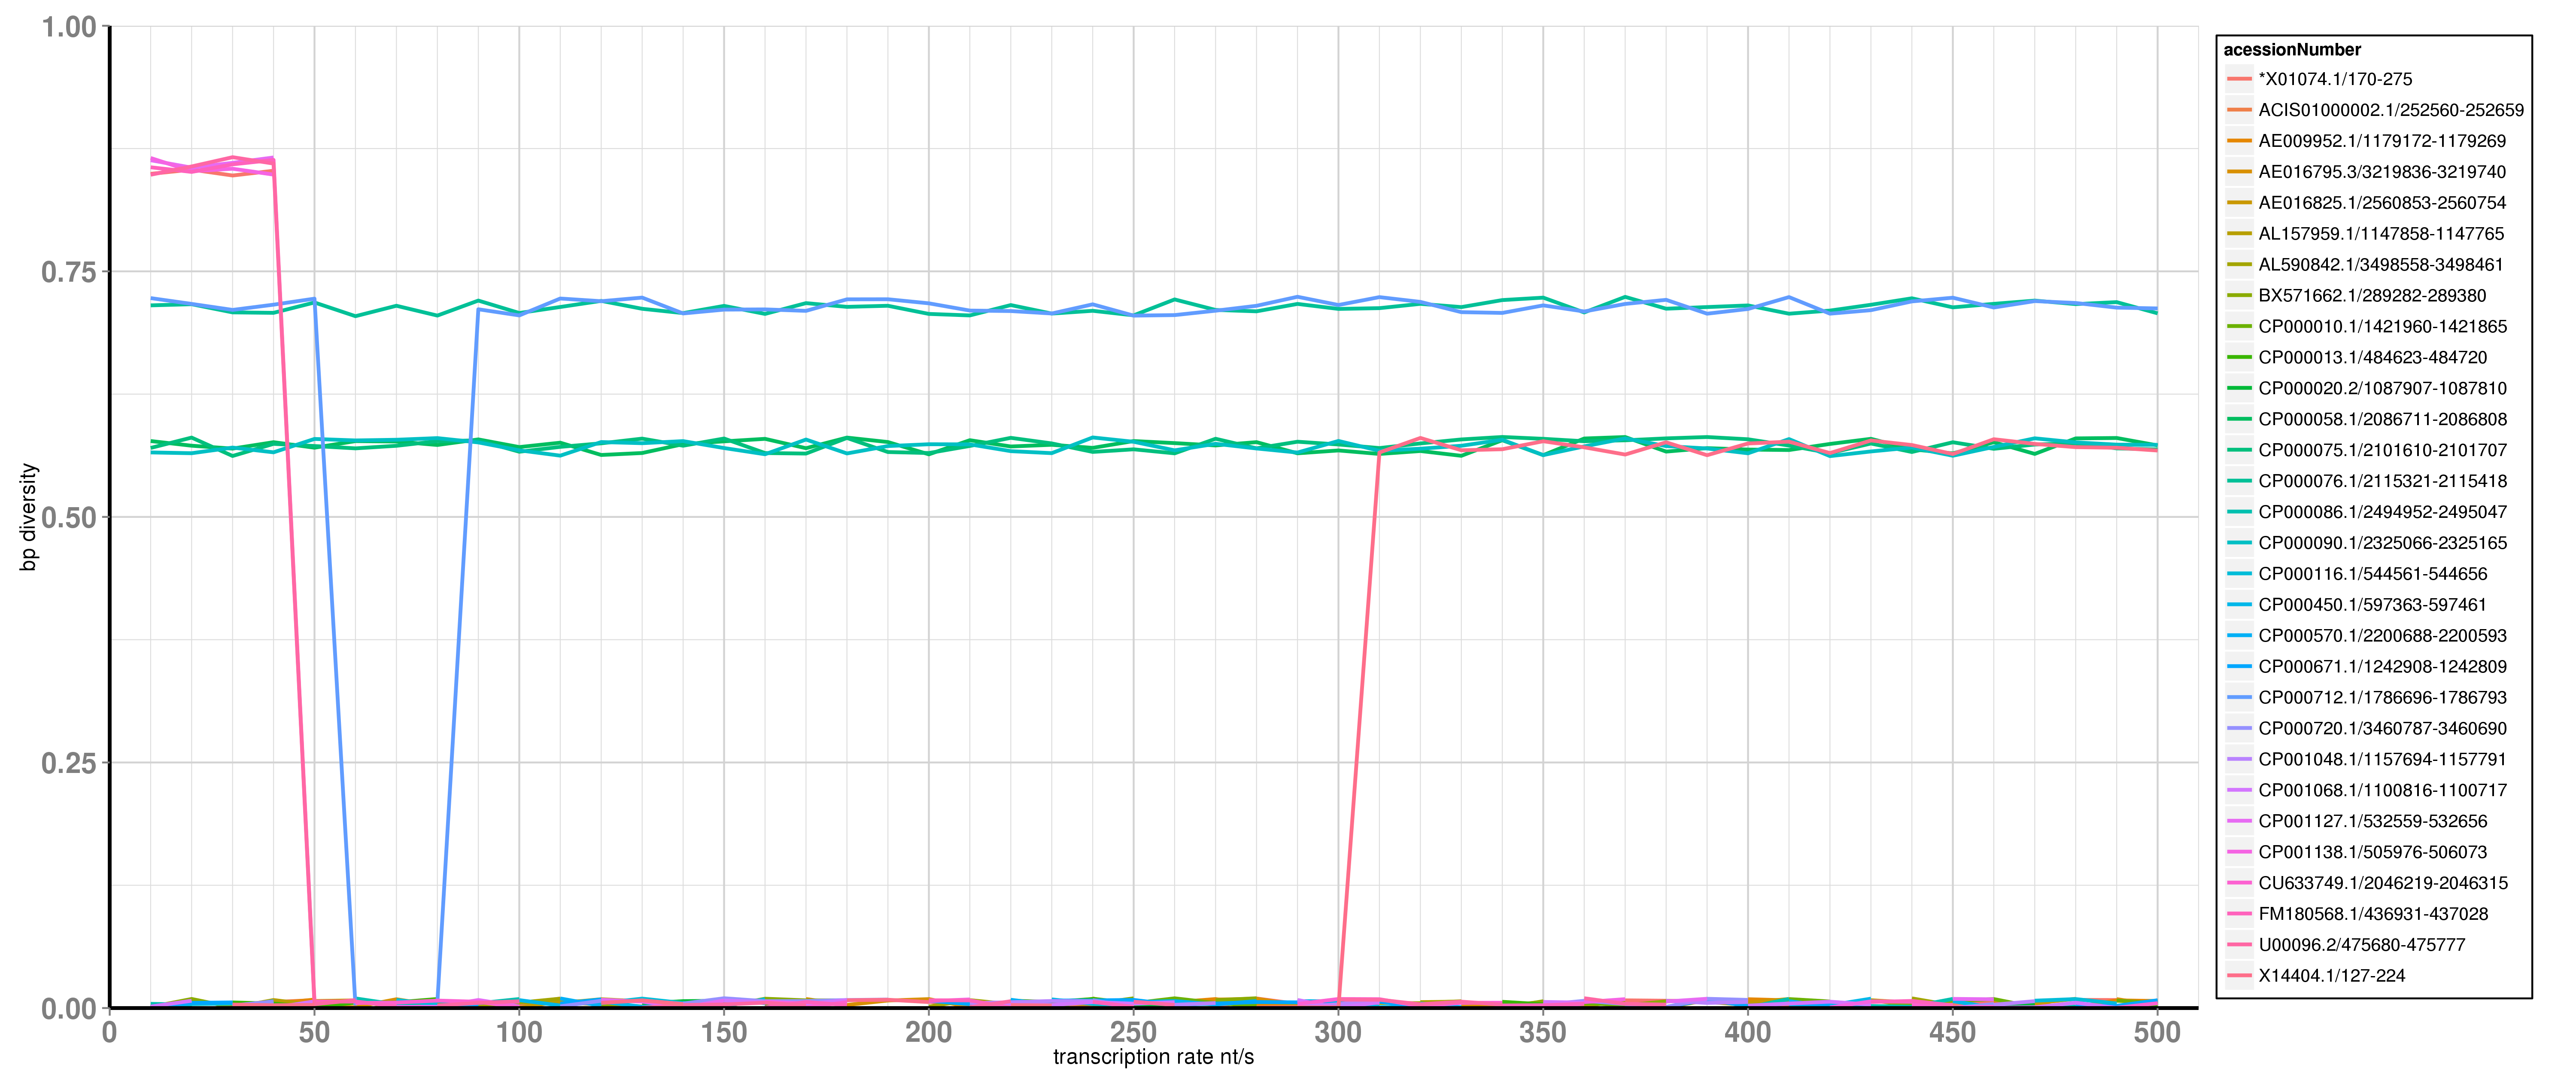 1.00
0.75
0.50
0.25
0.00
bp diversity
0 50 100 150 200 250 300 350 400 450 500
transcription rate nt/s
acessionNumber
*X01074.1/170-275
ACIS01000002.1/252560-252659
AE009952.1/1179172-1179269
AE016795.3/3219836-3219740
AE016825.1/2560853-2560754
AL157959.1/1147858-1147765
AL590842.1/3498558-3498461
BX571662.1/289282-289380
CP000010.1/1421960-1421865
CP000013.1/484623-484720
CP000020.2/1087907-1087810
CP000058.1/2086711-2086808
CP000075.1/2101610-2101707
CP000076.1/2115321-2115418
CP000086.1/2494952-2495047
CP000090.1/2325066-2325165
CP000116.1/544561-544656
CP000450.1/597363-597461
CP000570.1/2200688-2200593
CP000671.1/1242908-1242809
CP000712.1/1786696-1786793
CP000720.1/3460787-3460690
CP001048.1/1157694-1157791
CP001068.1/1100816-1100717
CP001127.1/532559-532656
CP001138.1/505976-506073
CU633749.1/2046219-2046315
FM180568.1/436931-437028
U00096.2/475680-475777
X14404.1/127-224